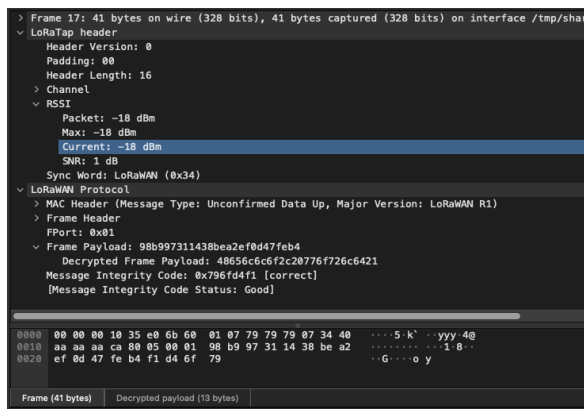 > Frame 17: 41 bytes on wire (328 bits), 41 bytes captured (328 bits) on interface /tmp/shar
LoRaTap header
Header Version: 0
Padding: 00
Header Length: 16
> Channel
RSSI
Packet: -18 dBm
Max: -18 dBm
Current: -18 dBm
SNR: 1 dB
Sync Word: LoRaWAN (0x34)
LoRaWAN Protocol
> MAC Header (Message Type: Unconfirmed Data Up, Major Version: LoRaWAN R1)
> Frame Header
FPort: 0x01
Frame Payload: 98b997311438bea2ef0d47feb4
Decrypted Frame Payload: 48656c6c6f2c20776f726c6421
Message Integrity Code: 0x796fd4f1 [correct]
[Message Integrity Code Status: Good]
0000 00 00 00 10 35 e0 6b 60 01 07 79 79 79 07 34 40 ····5·k` ··yyy·4@
0010 aa aa aa ca 80 05 00 01 98 b9 97 31 14 38 be a2 ········ ···1·8··
0020 ef 0d 47 fe b4 f1 d4 6f 79 ··G····o y
Frame (41 bytes) Decrypted payload (13 bytes)